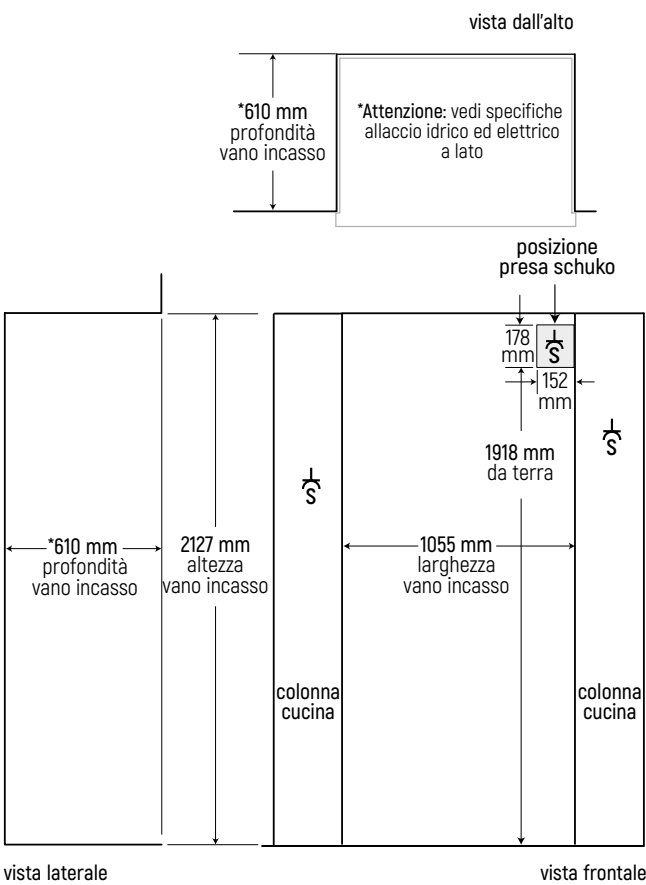 vista dall'alto
*610 mm
profondità
vano incasso
*Attenzione: vedi specifiche
allaccio idrico ed elettrico
a lato
posizione
presa schuko
178
mm
S
152
mm
S
S
1918 mm
da terra
*610 mm
profondità
vano incasso
2127 mm
altezza
vano incasso
1055 mm
larghezza
vano incasso
colonna
cucina
colonna
cucina
vista laterale
vista frontale